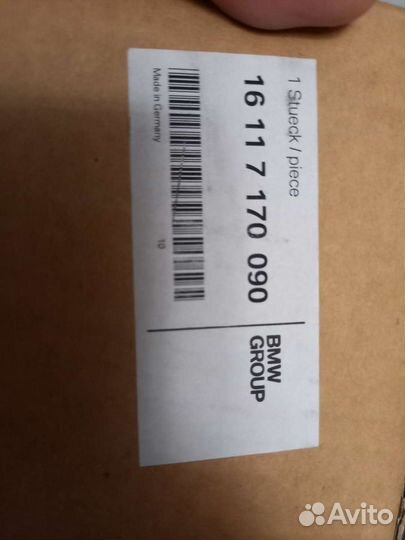 1 Stueck / piece
16 11 7 170 090
Made in Germany
10
BMW
GROUP
Avito